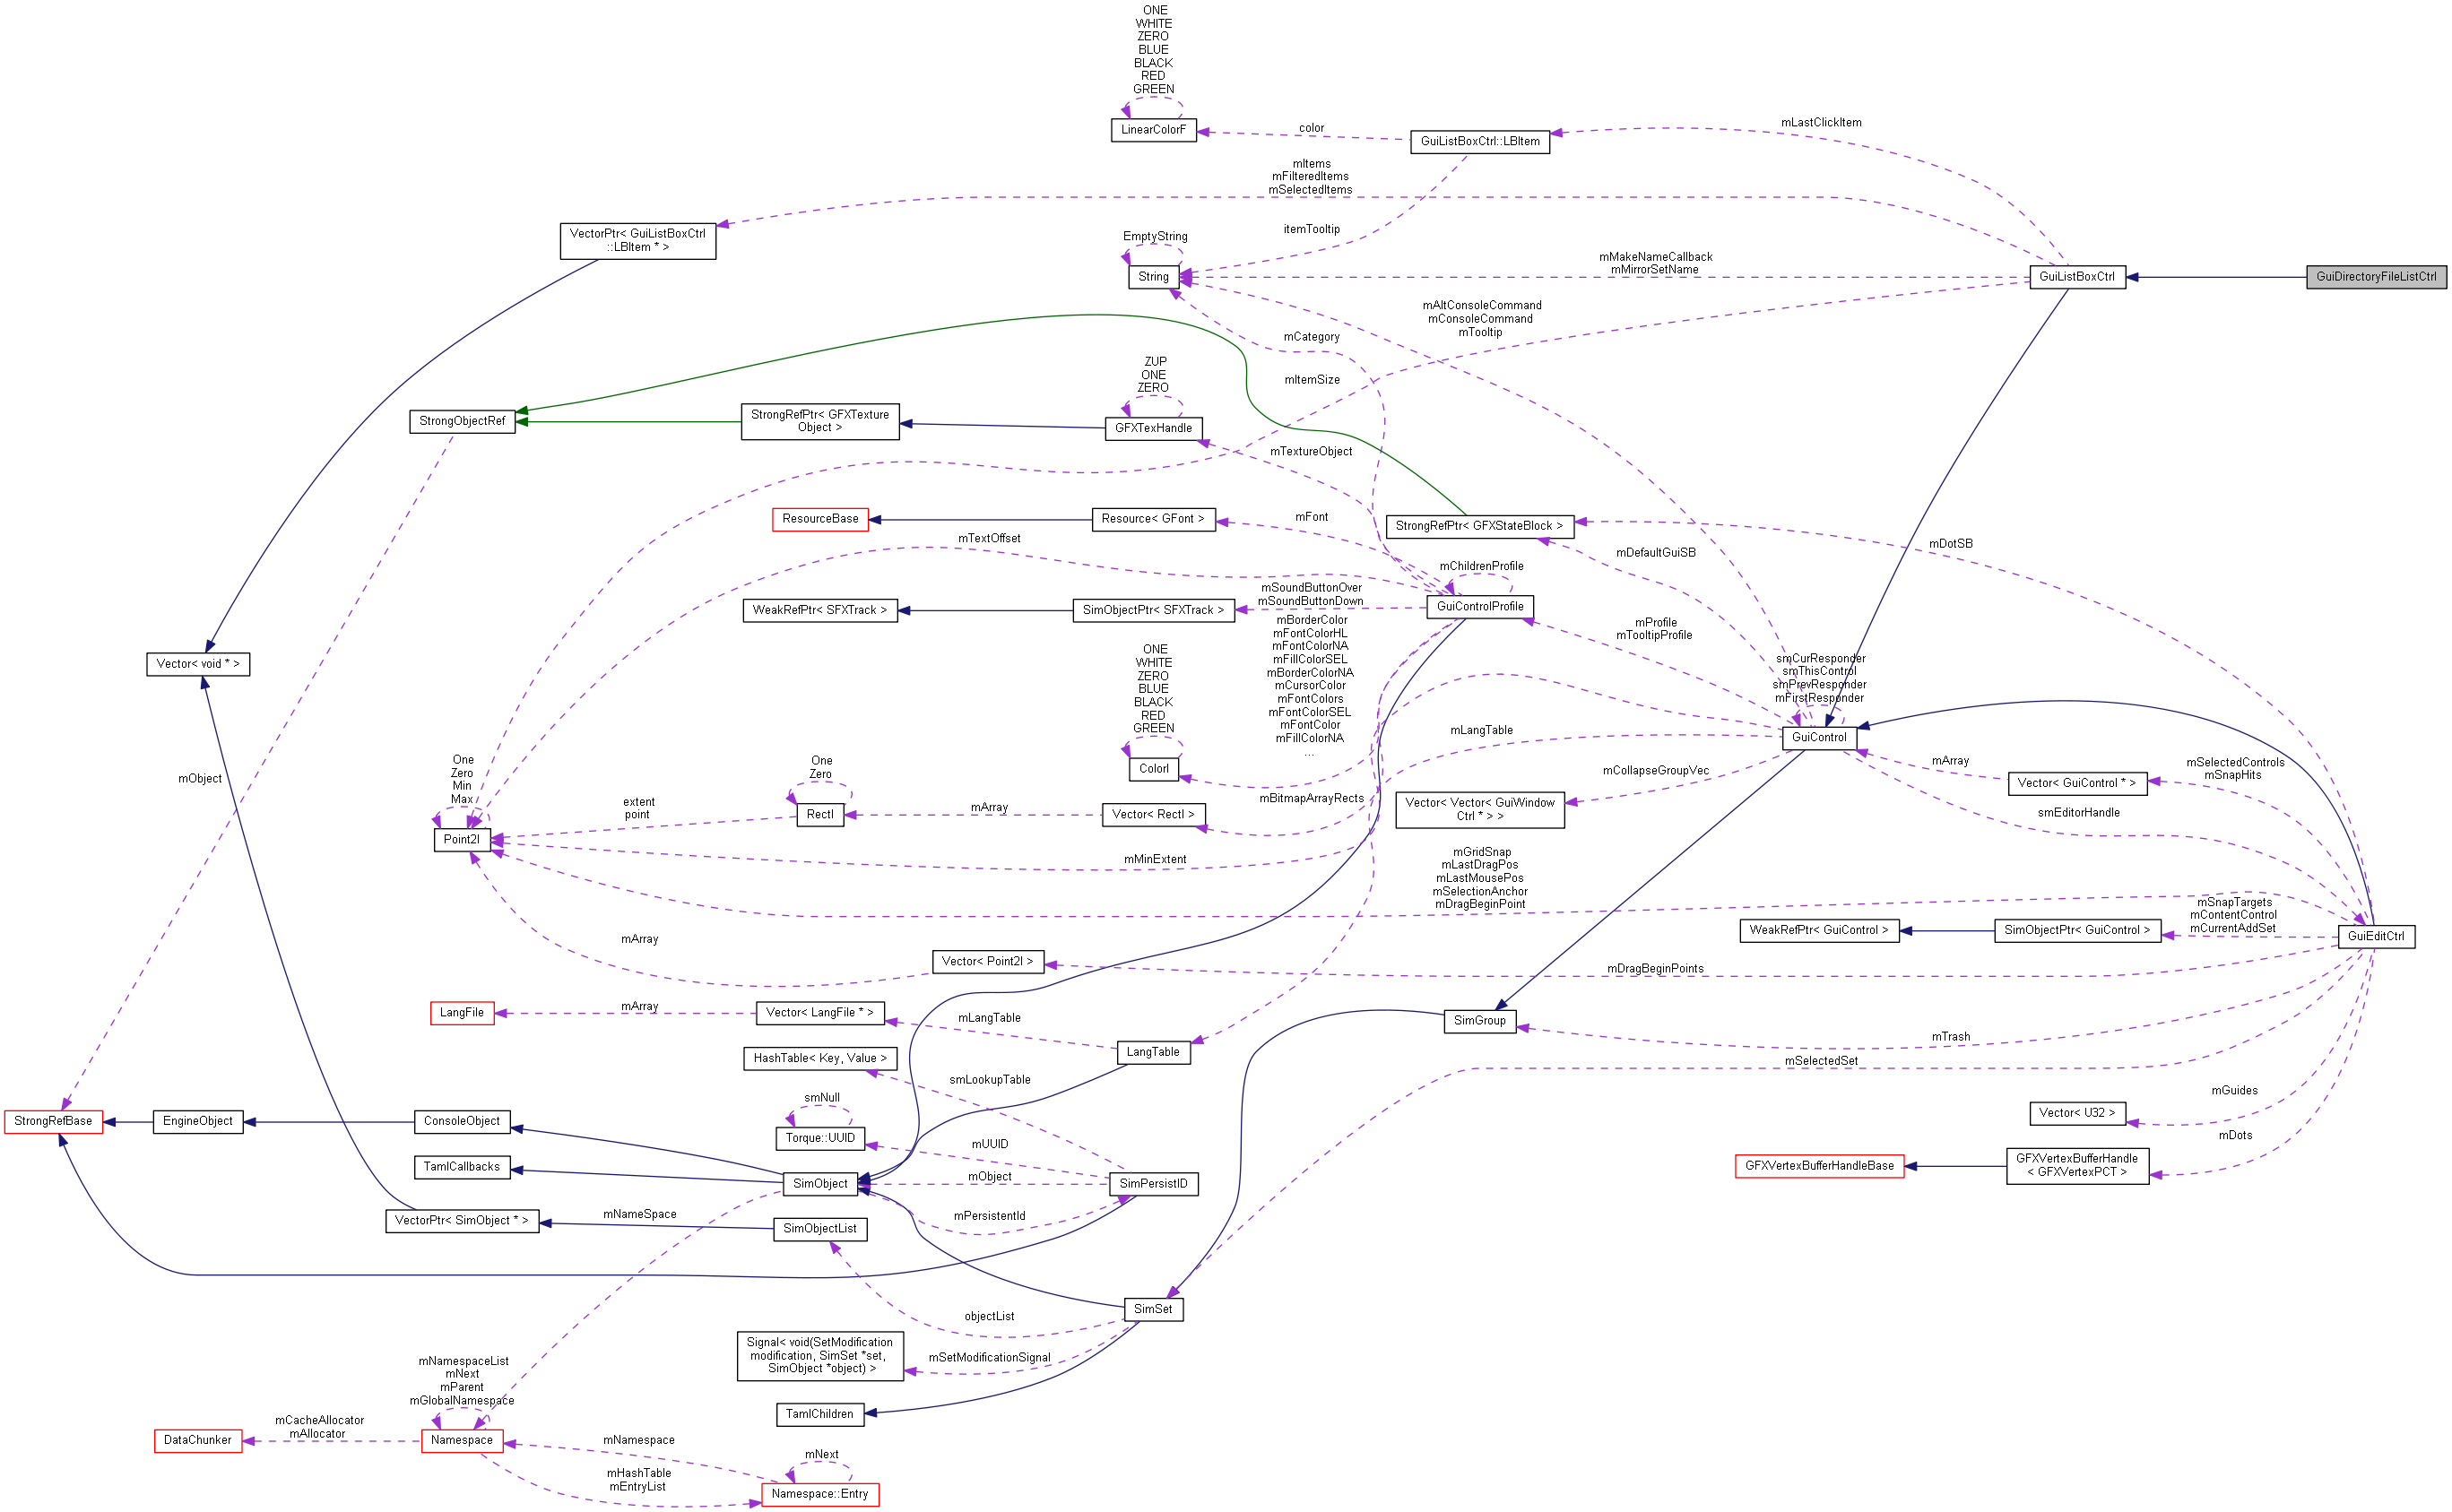 ONE
WHITE
ZERO
BLUE
BLACK
RED
GREEN
LinearColorF
color
GuiListBoxCtrl::LBItem
mLastClickItem
mItems
mFilteredItems
mSelectedItems
VectorPtr< GuiListBoxCtrl
::LBItem * >
itemTooltip
EmptyString
String
mMakeNameCallback
mMirrorSetName
GuiListBoxCtrl
GuiDirectoryFileListCtrl
mAltConsoleCommand
mConsoleCommand
mTooltip
mCategory
mItemSize
ZUP
ONE
ZERO
GFXTexHandle
StrongRefPtr< GFXTexture
Object >
StrongObjectRef
mTextureObject
ResourceBase
Resource< GFont >
mFont
StrongRefPtr< GFXStateBlock >
mDotSB
mDefaultGuiSB
mTextOffset
mChildrenProfile
GuiControlProfile
mSoundButtonOver
mSoundButtonDown
WeakRefPtr< SFXTrack >
SimObjectPtr< SFXTrack >
mProfile
mTooltipProfile
mBorderColor
mFontColorHL
mFontColorNA
mFillColorSEL
mBorderColorNA
mCursorColor
mFontColors
mFontColorSEL
mFontColor
mFillColorNA
...
ONE
WHITE
ZERO
BLUE
BLACK
RED
GREEN
ColorI
Vector< void * >
smCurResponder
smThisControl
smPrevResponder
mFirstResponder
GuiControl
mLangTable
mArray
Vector< GuiControl * >
mSelectedControls
mSnapHits
mCollapseGroupVec
Vector< Vector< GuiWindow
Ctrl * > >
mBitmapArrayRects
smEditorHandle
mObject
One
Zero
Min
Max
Point2I
One
Zero
RectI
extent
point
mArray
Vector< RectI >
mMinExtent
mGridSnap
mLastDragPos
mLastMousePos
mSelectionAnchor
mDragBeginPoint
mSnapTargets
mContentControl
mCurrentAddSet
WeakRefPtr< GuiControl >
SimObjectPtr< GuiControl >
GuiEditCtrl
mArray
Vector< Point2I >
mDragBeginPoints
LangFile
mArray
Vector< LangFile * >
mLangTable
LangTable
SimGroup
mTrash
mSelectedSet
HashTable< Key, Value >
smLookupTable
smNull
Torque::UUID
mUUID
mGuides
Vector< U32 >
mDots
GFXVertexBufferHandleBase
GFXVertexBufferHandle
< GFXVertexPCT >
StrongRefBase
EngineObject
ConsoleObject
TamlCallbacks
SimObject
mObject
SimPersistID
mPersistentId
VectorPtr< SimObject * >
mNameSpace
SimObjectList
objectList
SimSet
Signal< void(SetModification
modification, SimSet *set,
SimObject *object) >
mSetModificationSignal
TamlChildren
mNamespaceList
mNext
mParent
mGlobalNamespace
Namespace
DataChunker
mCacheAllocator
mAllocator
mNamespace
mHashTable
mEntryList
mNext
Namespace::Entry